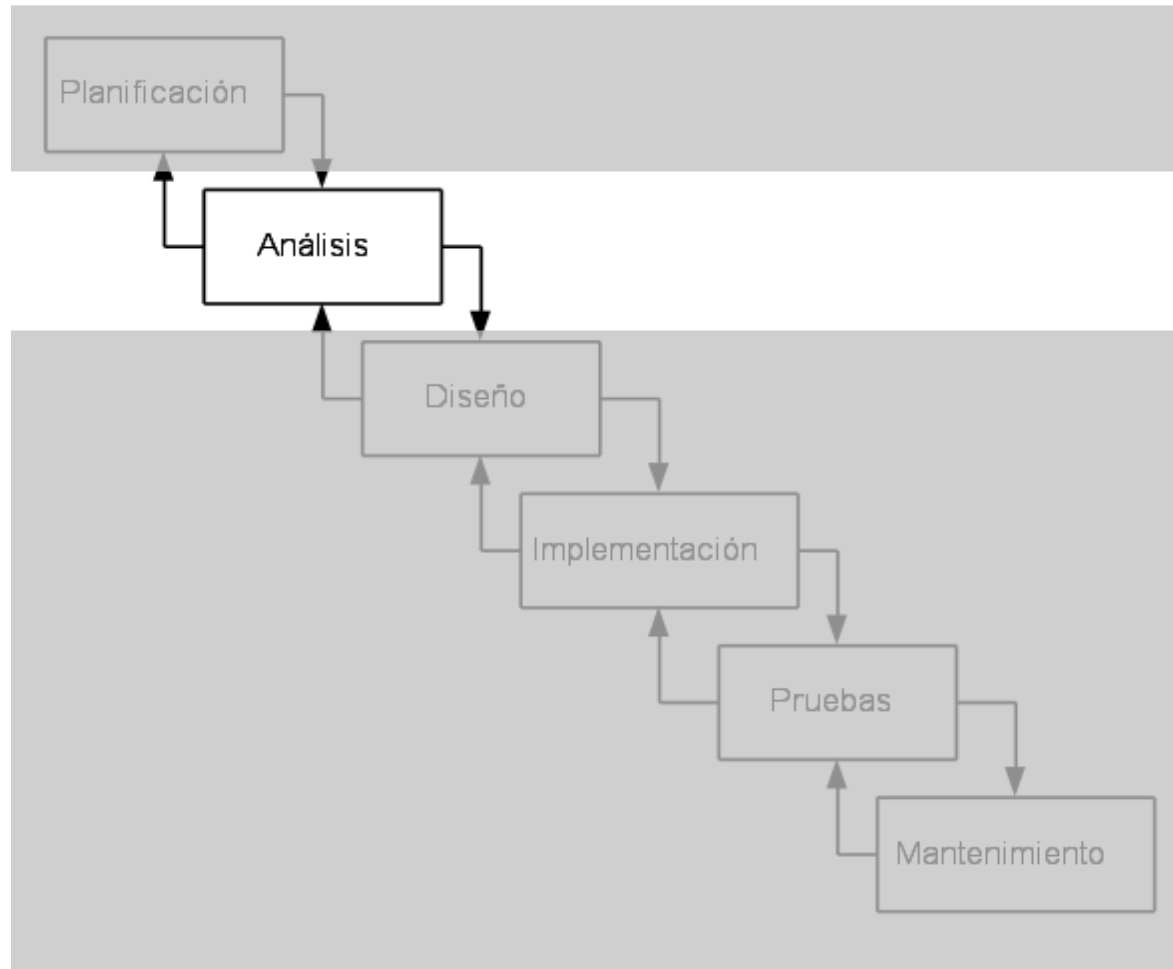 Planificación
Análisis
Diseño
Implementación
Pruebas
Mantenimiento